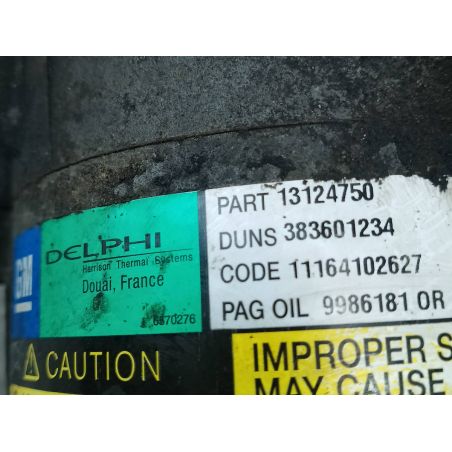 GM
DELPHI
Harrison Thermal Systems
Douai, France
6570276
PART 13124750
DUNS 383601234
CODE 11164102627
PAG OIL 9986181 OR
CAUTION
IMPROPER S
MAY CAUSE